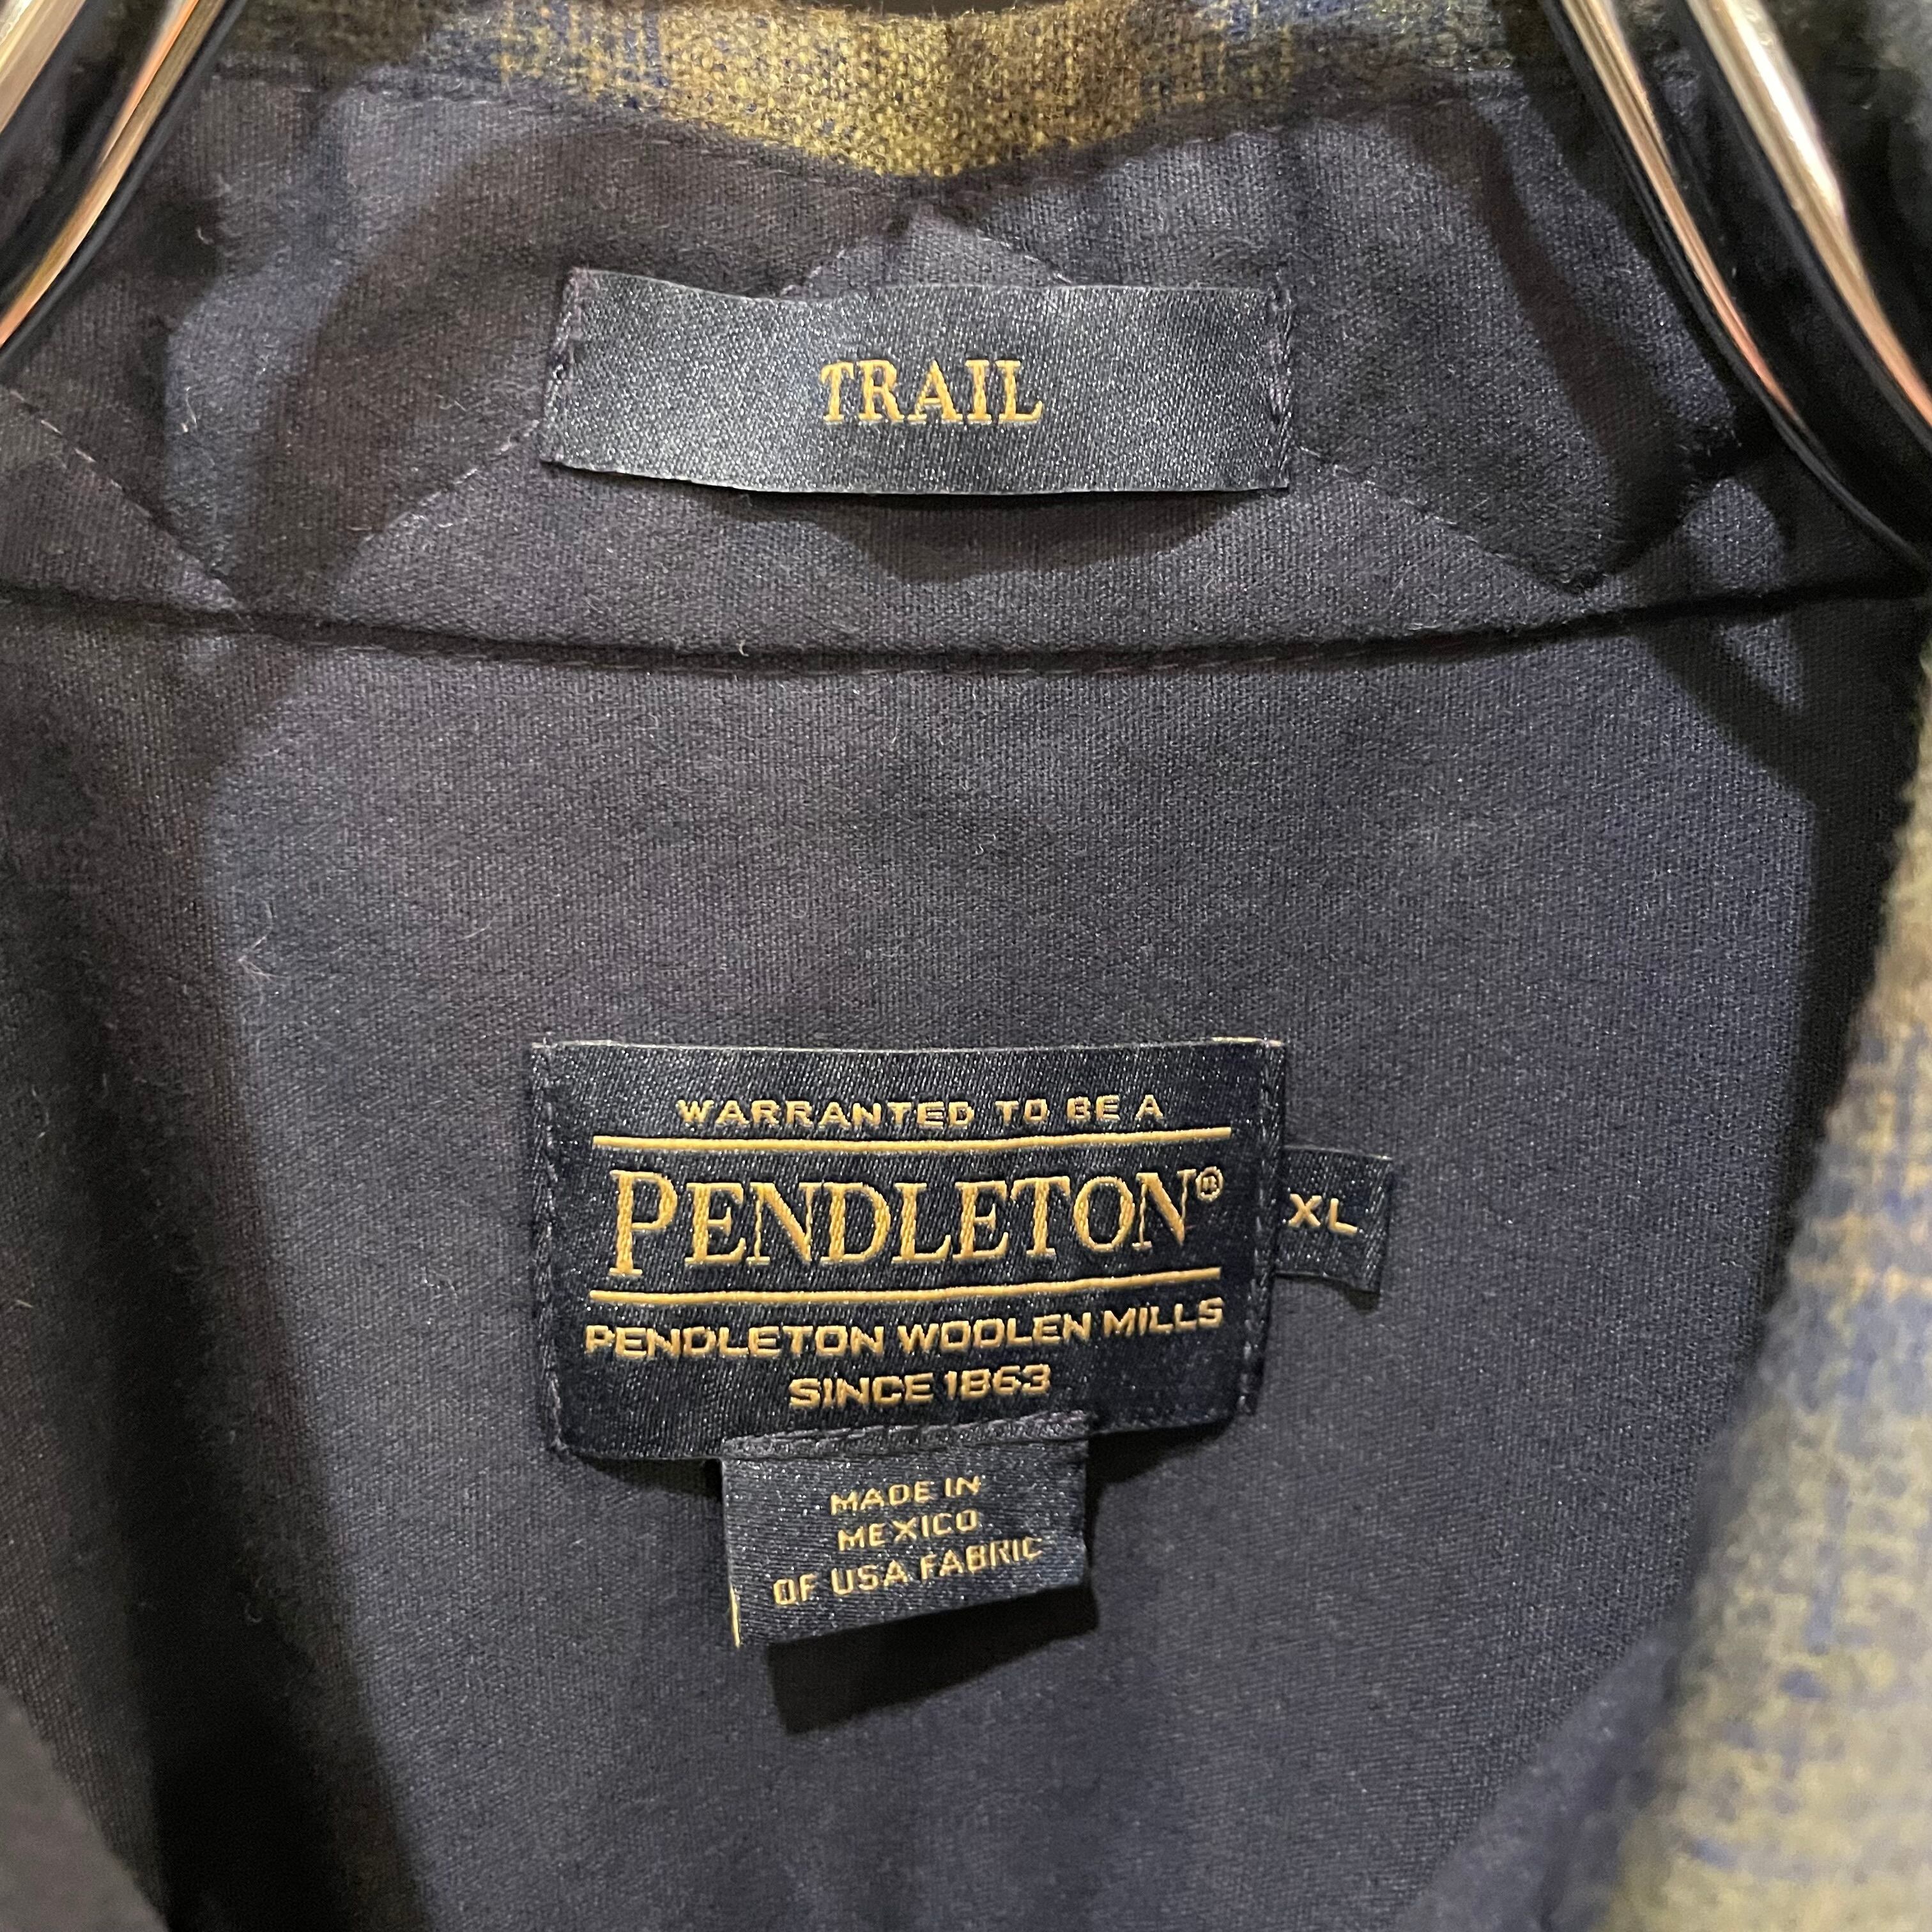 TRAIL
WARRANTED TO BE A
PENDLETON®
XL
PENDLETON WOOLEN MILLS
SINCE 1863
MADE IN
MEXICO
OF USA FABRIC